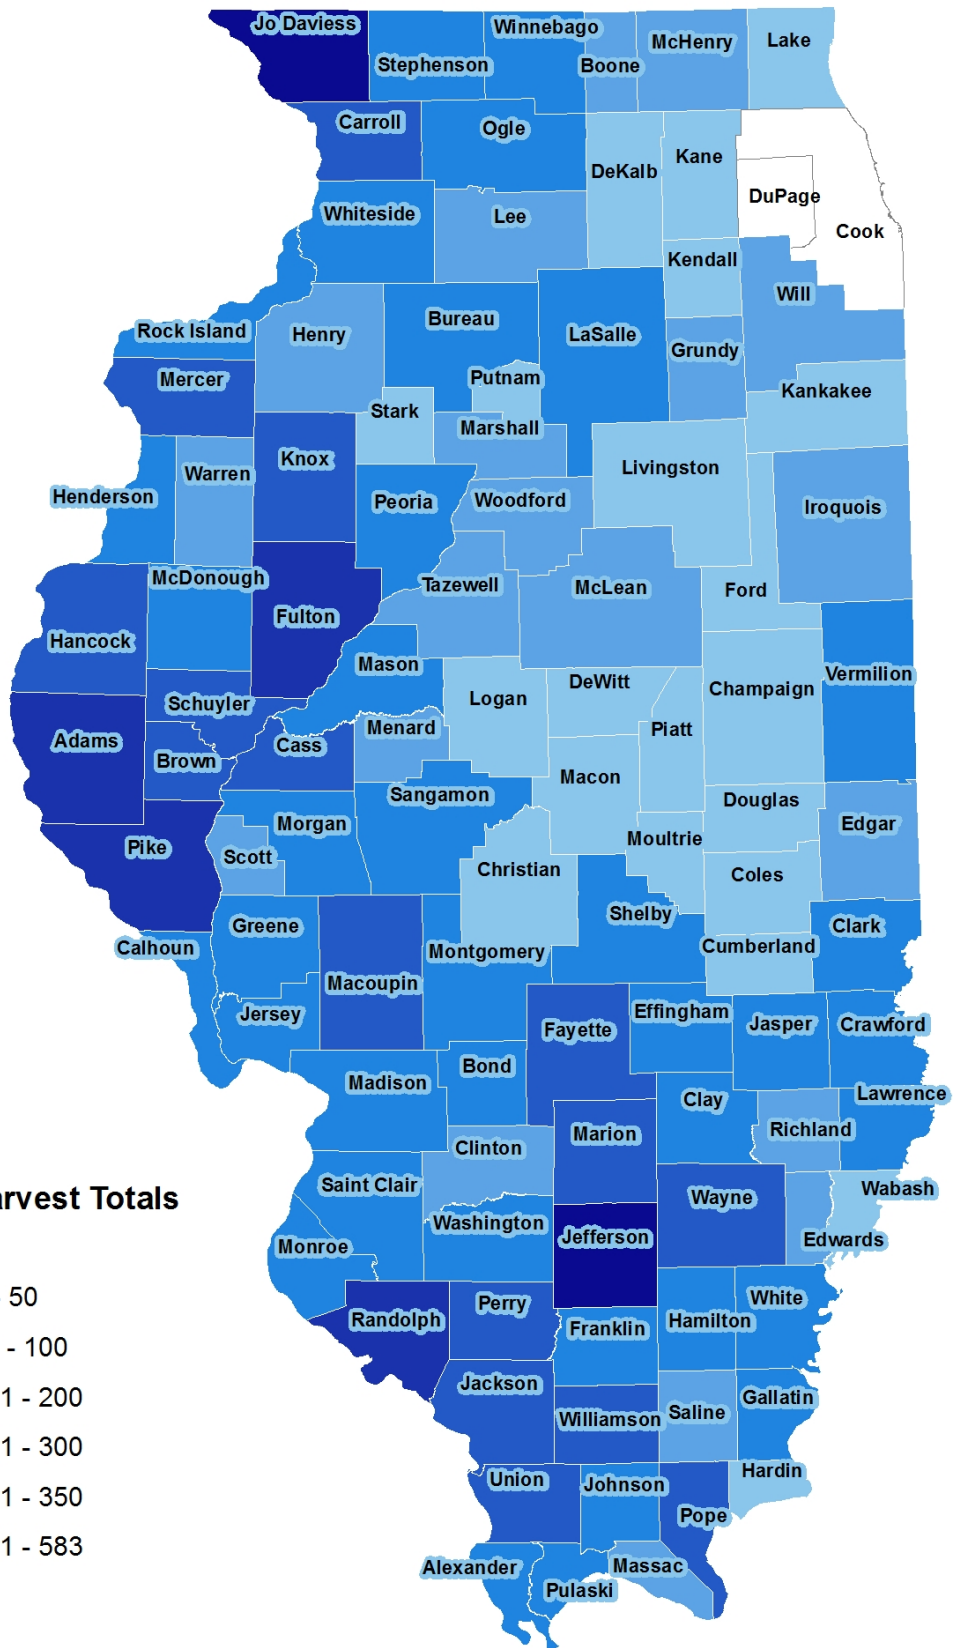 Jo Daviess
Stephenson
Winnebago
Boone
McHenry
Lake
Carroll
Ogle
DeKalb
Kane
DuPage
Cook
Whiteside
Lee
Kendall
Will
Rock Island
Henry
Bureau
LaSalle
Grundy
Mercer
Putnam
Kankakee
Stark
Marshall
Knox
Warren
Henderson
Peoria
Woodford
Livingston
Iroquois
McDonough
Tazewell
McLean
Ford
Fulton
Hancock
Mason
Schuyler
Logan
DeWitt
Champaign
Vermilion
Adams
Brown
Cass
Menard
Piatt
Macon
Sangamon
Douglas
Morgan
Edgar
Pike
Scott
Moultrie
Christian
Coles
Greene
Shelby
Clark
Calhoun
Montgomery
Cumberland
Macoupin
Jersey
Fayette
Effingham
Jasper
Crawford
Madison
Bond
Clay
Lawrence
Marion
Richland
Clinton
Saint Clair
Wayne
Wabash
Washington
Jefferson
Edwards
Monroe
Randolph
Perry
Franklin
Hamilton
White
Jackson
Williamson
Saline
Gallatin
Union
Johnson
Hardin
Pope
Alexander
Pulaski
Massac
arvest Totals
50
- 100
1 - 200
1 - 300
1 - 350
1 - 583